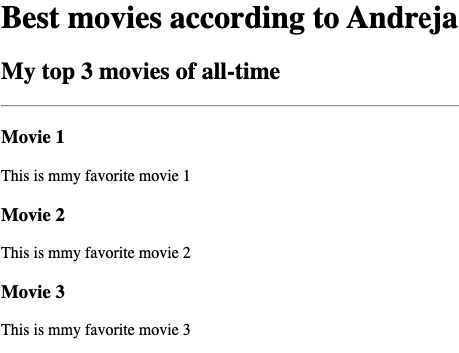 Best movies according to Andreja
My top 3 movies of all-time
Movie 1
This is mmy favorite movie 1
Movie 2
This is mmy favorite movie 2
Movie 3
This is mmy favorite movie 3